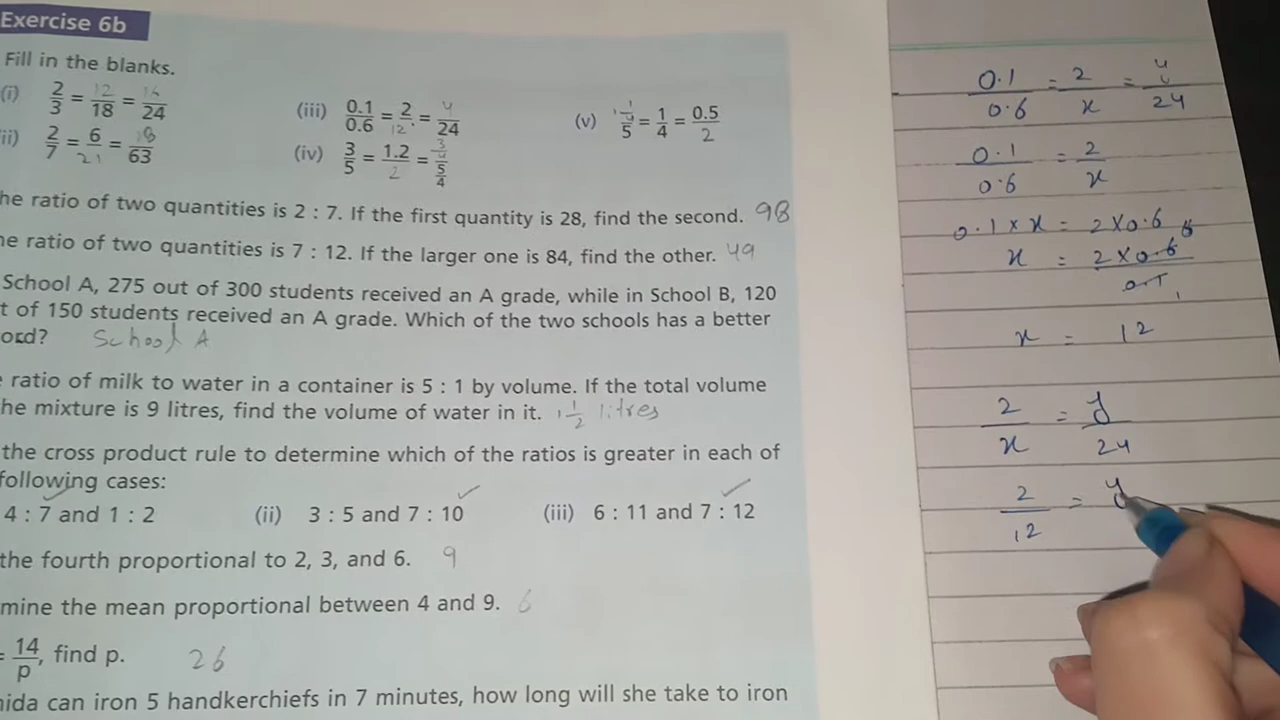 Exercise 6b
Fill in the blanks.
(i) 2/3 = 12/18 = 16/24
(iii) 0.1/0.6 = 2/12 = 4/24
(v) /5 = 1/4 = 0.5/2
ii) 2/7 = 6/21 = 18/63
(iv) 3/5 = 1.2/2 =
he ratio of two quantities is 2 : 7. If the first quantity is 28, find the second. 98
ne ratio of two quantities is 7 : 12. If the larger one is 84, find the other. 49
School A, 275 out of 300 students received an A grade, while in School B, 120
t of 150 students received an A grade. Which of the two schools has a better
ord? School A
ratio of milk to water in a container is 5 : 1 by volume. If the total volume
he mixture is 9 litres, find the volume of water in it. 1 1/2 litres
the cross product rule to determine which of the ratios is greater in each of
following cases:
4 : 7 and 1 : 2 (ii) 3 : 5 and 7 : 10 (iii) 6 : 11 and 7 : 12
the fourth proportional to 2, 3, and 6. 9
mine the mean proportional between 4 and 9. 6
= 14/p, find p. 26
nida can iron 5 handkerchiefs in 7 minutes, how long will she take to iron
0.1/0.6 = 2/x = y/24
0.1/0.6 = 2/x
0.1 × x = 2 × 0.6
x = 2 × 0.6/0.1
x = 12
2/x = y/24
2/12 = y